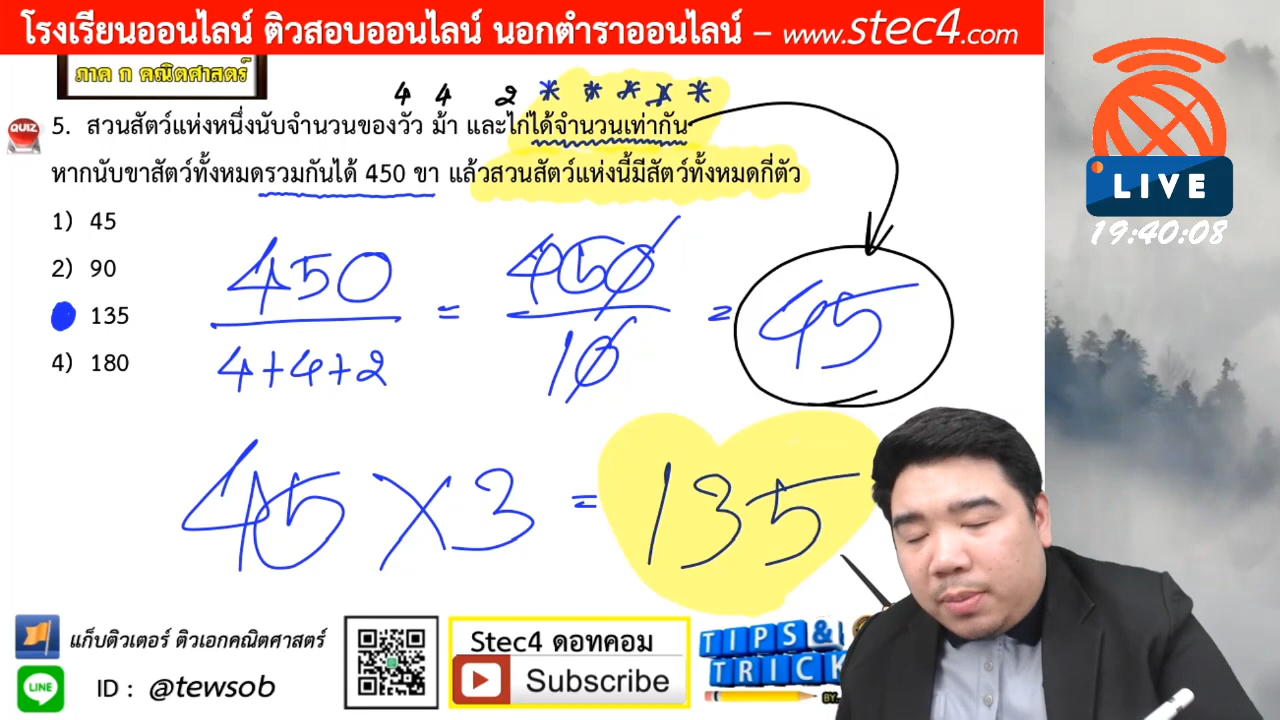 โรงเรียนออนไลน์ ติวสอบออนไลน์ นอกตำราออนไลน์ – www.stec4.com
ภาค ก คณิตศาสตร์
4 4 2 * * * * *
QUIZ
5. สวนสัตว์แห่งหนึ่งนับจำนวนของวัว ม้า และไก่ได้จำนวนเท่ากัน
หากนับขาสัตว์ทั้งหมดรวมกันได้ 450 ขา แล้วสวนสัตว์แห่งนี้มีสัตว์ทั้งหมดกี่ตัว
1) 45
2) 90
135
4) 180
450
4+4+2
=
450
10
= 45
45 X 3 = 135
LIVE
19:40:08
แก็บติวเตอร์ ติวเอกคณิตศาสตร์
LINE
ID : @tewsob
Stec4 ดอทคอม
Subscribe
TIPS &
TRICK
BY.